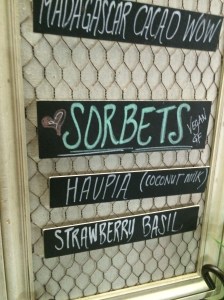 MADAGASCAR CACAO WOW
SORBETS VEGAN GF
HAUPIA (COCONUT MILK)
STRAWBERRY BASIL